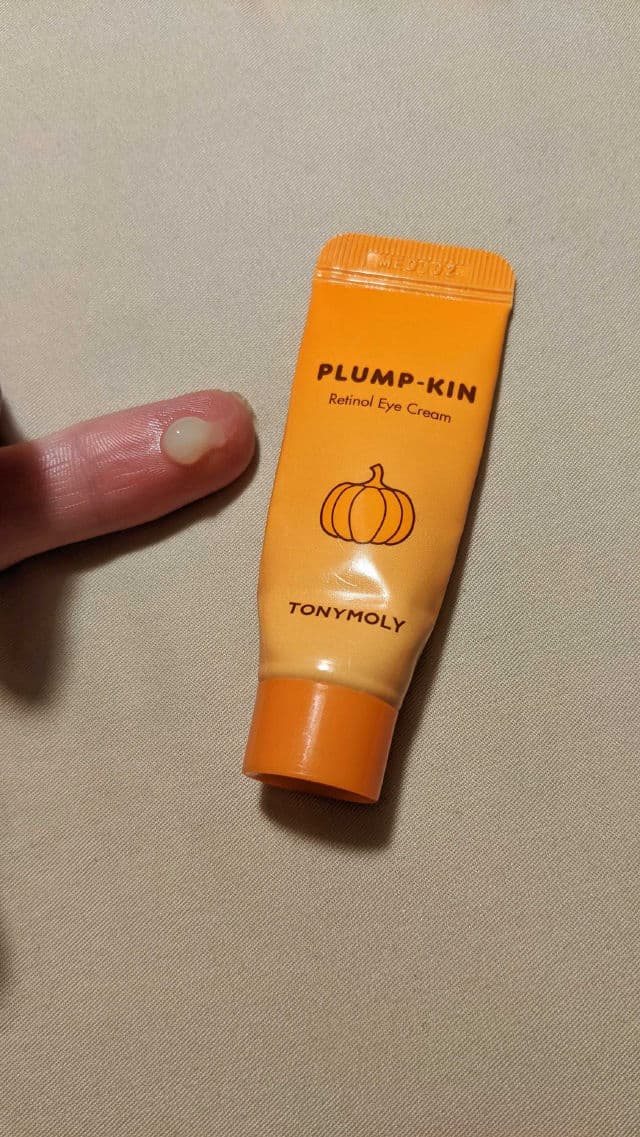 PLUMP-KIN
Retinol Eye Cream
TONYMOLY